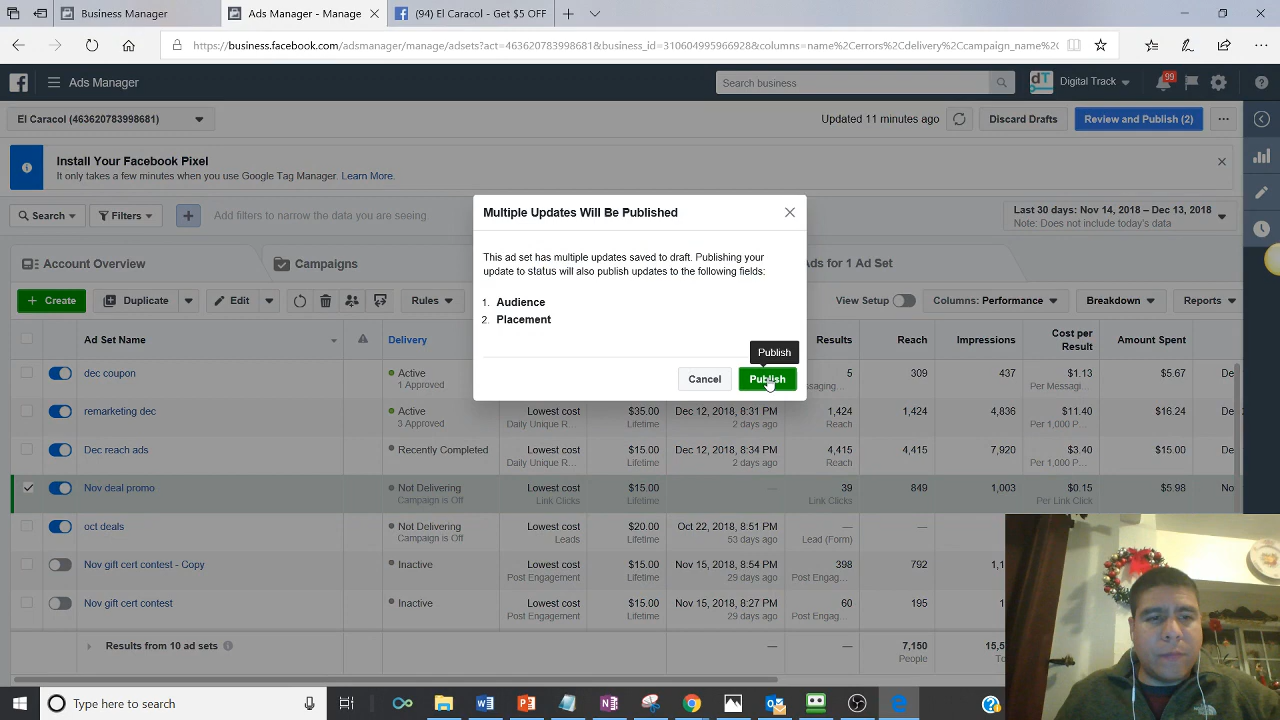 Business Manager
Ads Manager - Manage
(94) El Caracol - Get $5 OFF
https://business.facebook.com/adsmanager/manage/adsets?act=463620783998681&business_id=310604995966928&columns=name%2Cerrors%2Cdelivery%2Ccampaign_name%2C
Ads Manager
Search business
dT
Digital Track
99
El Caracol (463620783998681)
Updated 11 minutes ago
Discard Drafts
Review and Publish (2)
Install Your Facebook Pixel
It only takes a few minutes when you use Google Tag Manager. Learn More.
Search
Filters
Add filters to narrow the data you are seeing
Last 30 days: Nov 14, 2018 – Dec 13, 2018
Note: Does not include today's data
Multiple Updates Will Be Published
This ad set has multiple updates saved to draft. Publishing your
update to status will also publish updates to the following fields:
1. Audience
2. Placement
Publish
Cancel
Publish
Account Overview
Campaigns
Ads for 1 Ad Set
Create
Duplicate
Edit
Rules
View Setup
Columns: Performance
Breakdown
Reports
Ad Set Name
Delivery
Results
Reach
Impressions
Cost per
Result
Amount Spent
dec coupon
Active
1 Approved
5
309
437
$1.13
Per Messagi...
$5.67
De
remarketing dec
Active
3 Approved
Lowest cost
Daily Unique R...
$35.00
Lifetime
Dec 12, 2018, 8:31 PM
2 days ago
1,424
Reach
1,424
4,836
$11.40
Per 1,000 P...
$16.24
De
Dec reach ads
Recently Completed
Lowest cost
Daily Unique R...
$15.00
Lifetime
Dec 12, 2018, 8:34 PM
2 days ago
4,415
Reach
4,415
7,920
$3.40
Per 1,000 P...
$15.00
De
Nov deal promo
Not Delivering
Campaign is Off
Lowest cost
Link Clicks
$15.00
Lifetime
—
39
Link Clicks
849
1,003
$0.15
Per Link Click
$5.98
No
oct deals
Not Delivering
Campaign is Off
Lowest cost
Leads
$20.00
Lifetime
Oct 22, 2018, 8:51 PM
53 days ago
—
Lead (Form)
—
Nov gift cert contest - Copy
Inactive
Lowest cost
Post Engagement
$15.00
Lifetime
Nov 15, 2018, 8:54 PM
29 days ago
398
Post Engag...
792
1,1
Nov gift cert contest
Inactive
Lowest cost
Post Engagement
$15.00
Lifetime
Nov 15, 2018, 8:27 PM
29 days ago
60
Post Engag...
195
Results from 10 ad sets
—
—
7,150
People
15,5
To
Type here to search